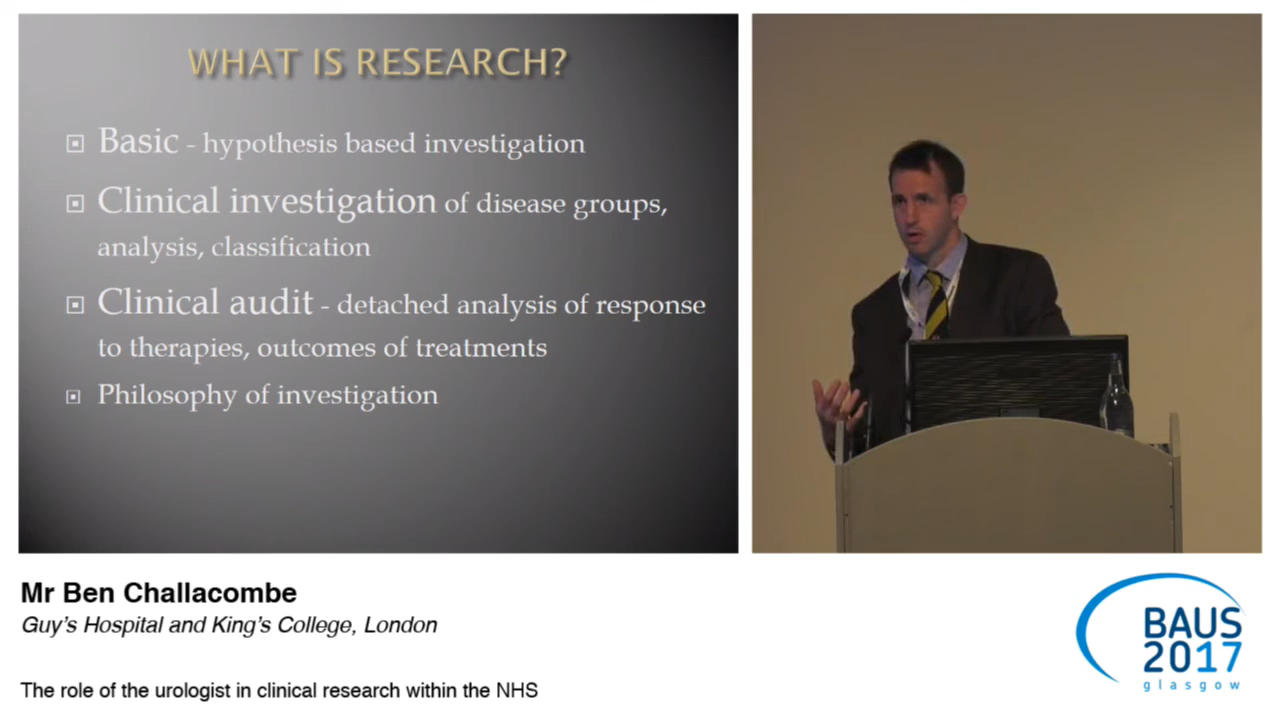 WHAT IS RESEARCH?
Basic - hypothesis based investigation
Clinical investigation of disease groups,
analysis, classification
Clinical audit - detached analysis of response
to therapies, outcomes of treatments
Philosophy of investigation
Mr Ben Challacombe
Guy's Hospital and King's College, London
The role of the urologist in clinical research within the NHS
BAUS
2017
glasgow